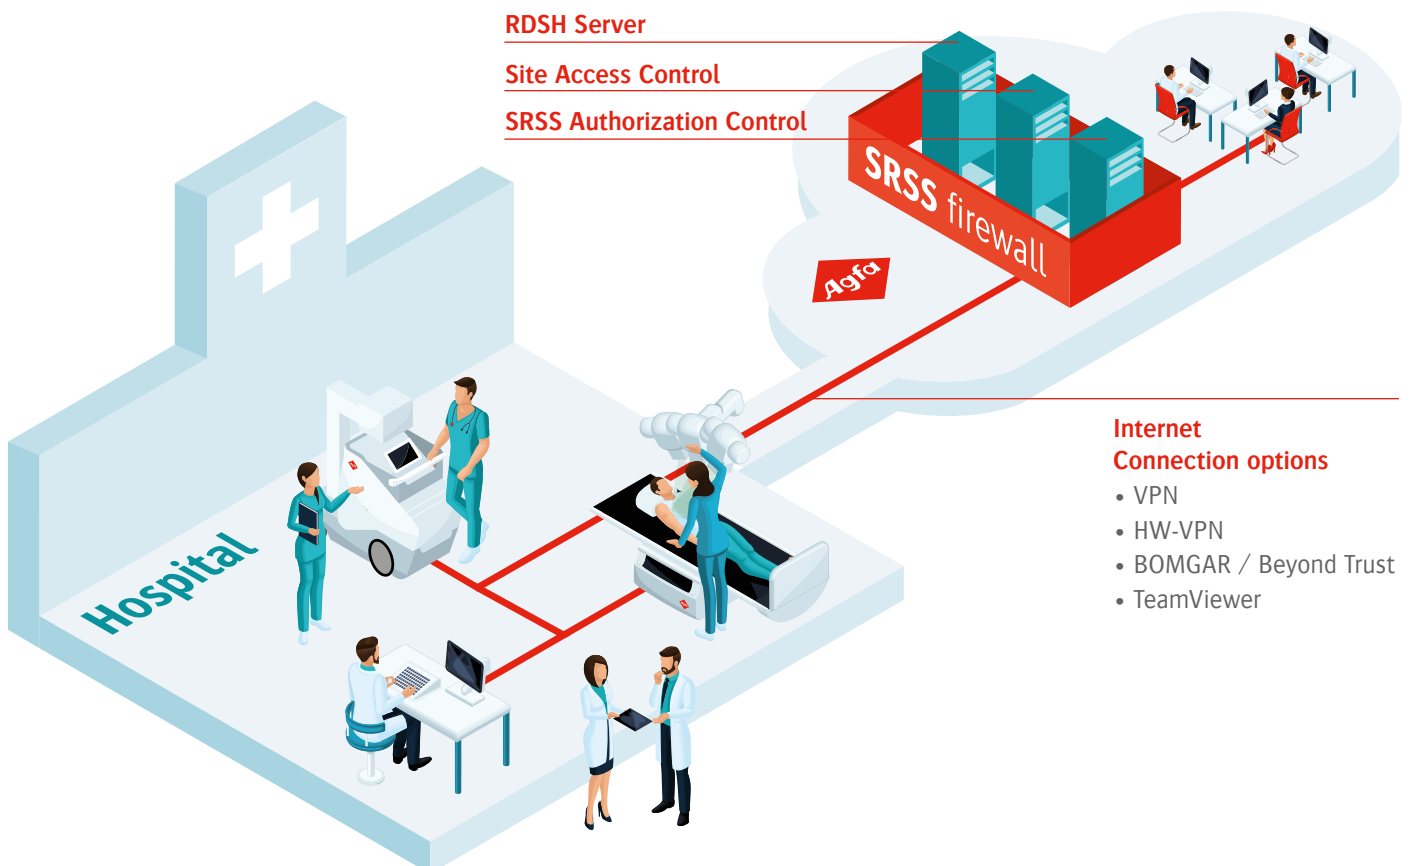 RDSH Server
Site Access Control
SRSS Authorization Control
SRSS firewall
Agfa
Internet
Connection options
• VPN
• HW-VPN
• BOMGAR / Beyond Trust
• TeamViewer
Hospital